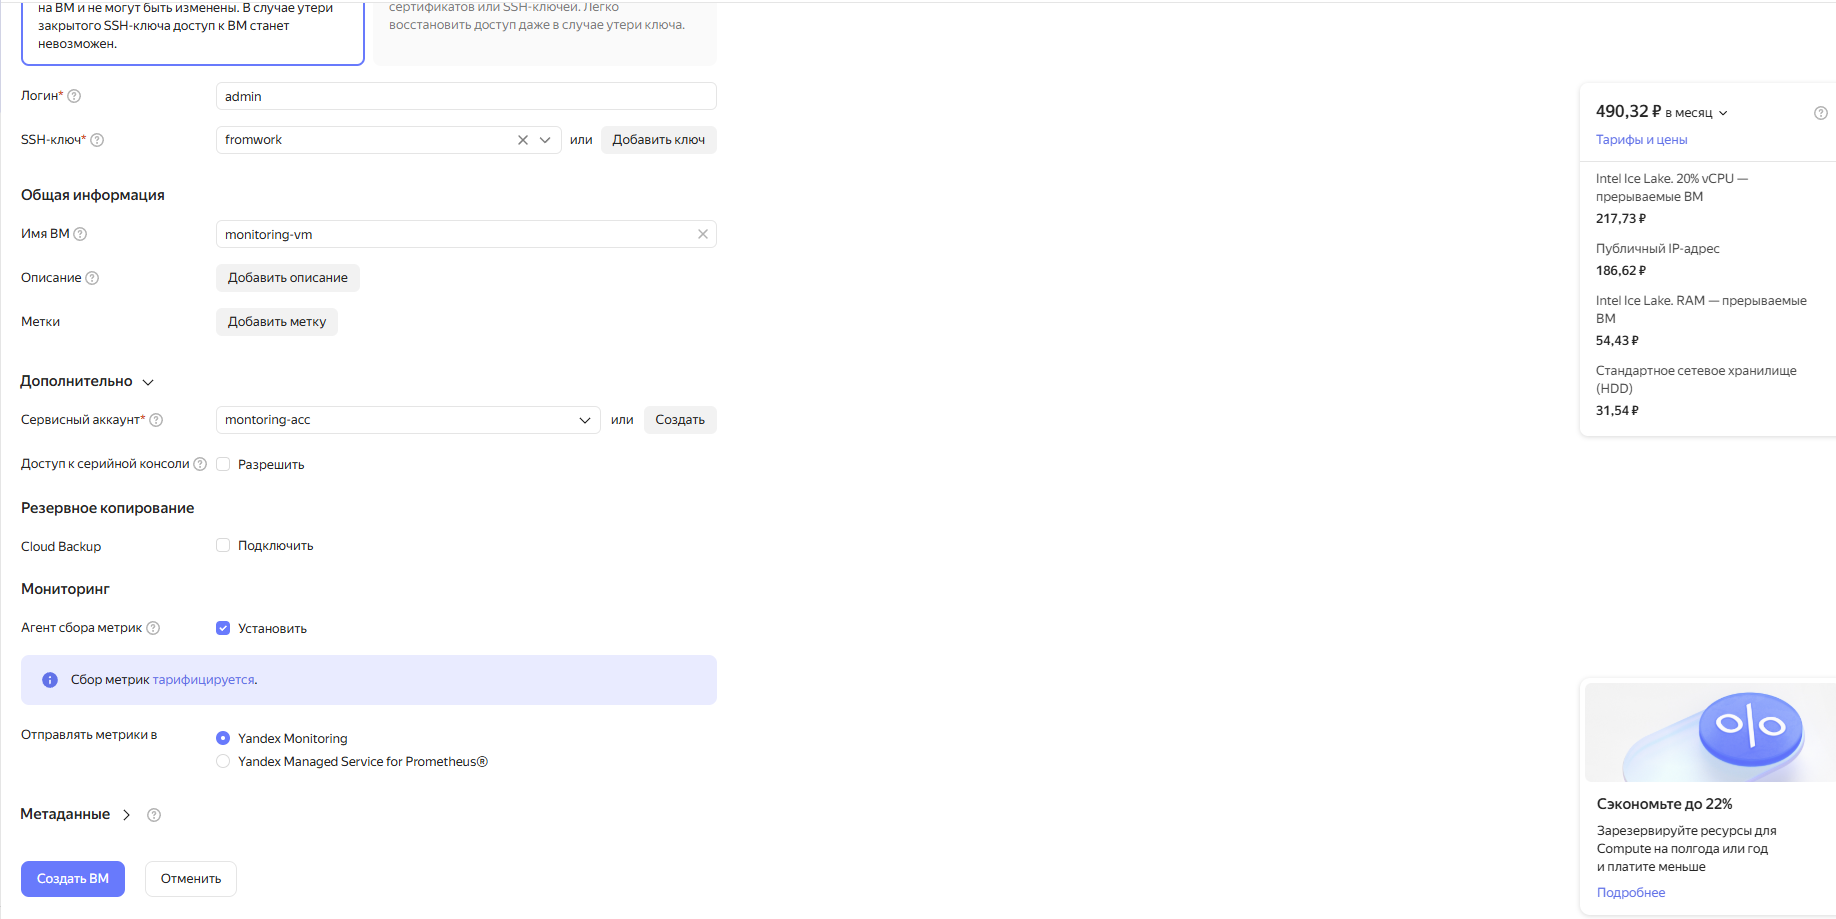 на ВМ и не могут быть изменены. В случае утери
закрытого SSH-ключа доступ к ВМ станет
невозможен.
сертификатов или SSH-ключей. Легко
восстановить доступ даже в случае утери ключа.
Логин*
admin
SSH-ключ*
fromwork
или
Добавить ключ
Общая информация
Имя ВМ
monitoring-vm
Описание
Добавить описание
Метки
Добавить метку
Дополнительно
Сервисный аккаунт*
montoring-acc
или
Создать
Доступ к серийной консоли
Разрешить
Резервное копирование
Cloud Backup
Подключить
Мониторинг
Агент сбора метрик
Установить
Сбор метрик тарифицируется.
Отправлять метрики в
Yandex Monitoring
Yandex Managed Service for Prometheus®
Метаданные
Создать ВМ
Отменить
490,32 ₽ в месяц
Тарифы и цены
Intel Ice Lake. 20% vCPU —
прерываемые ВМ
217,73 ₽
Публичный IP-адрес
186,62 ₽
Intel Ice Lake. RAM — прерываемые
ВМ
54,43 ₽
Стандартное сетевое хранилище
(HDD)
31,54 ₽
%
Сэкономьте до 22%
Зарезервируйте ресурсы для
Compute на полгода или год
и платите меньше
Подробнее